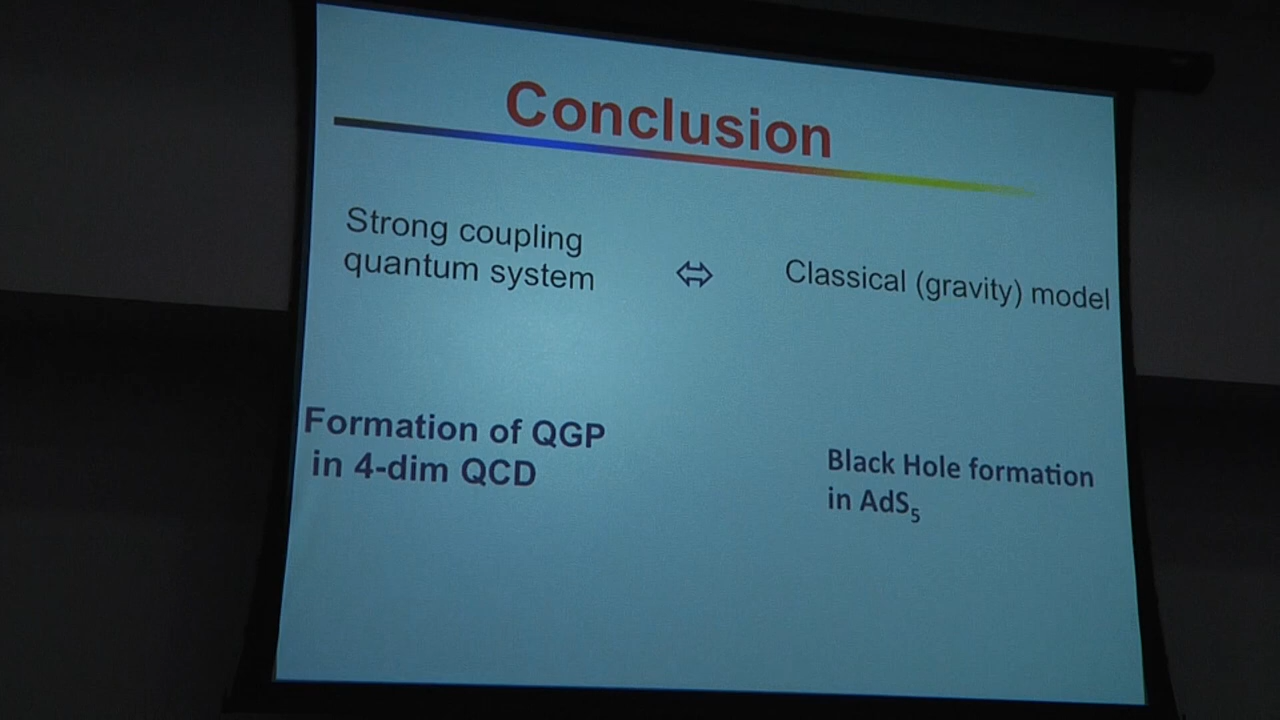 Conclusion
Strong coupling
quantum system
⇔
Classical (gravity) model
Formation of QGP
in 4-dim QCD
Black Hole formation
in AdS₅